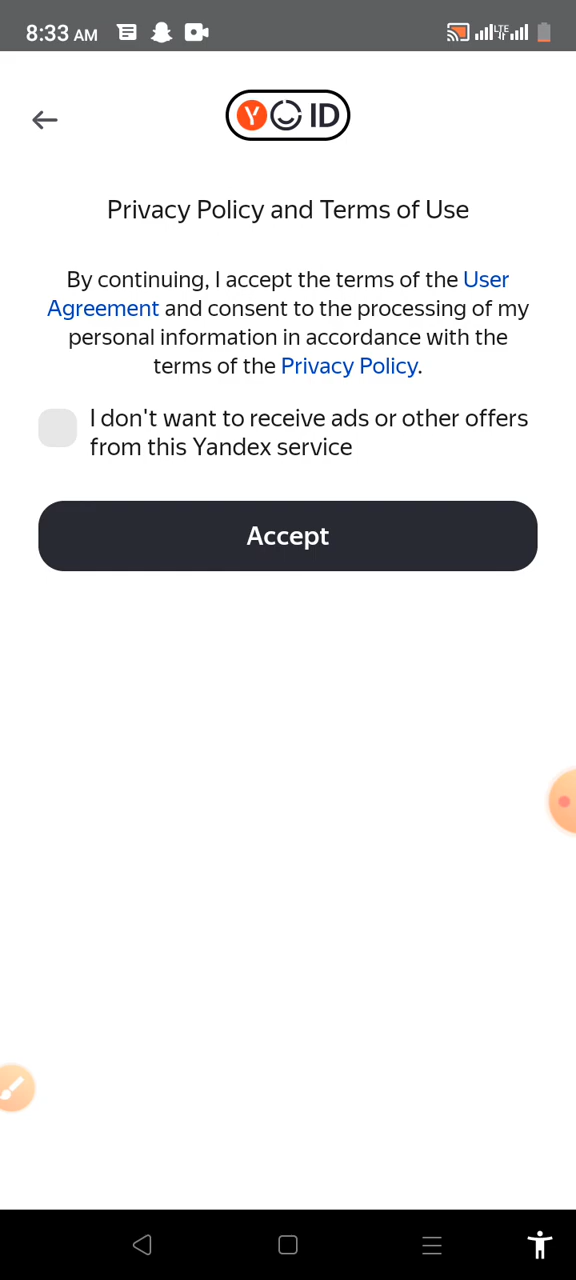 8:33 AM
LTE
Y ID
Privacy Policy and Terms of Use
By continuing, I accept the terms of the User
Agreement and consent to the processing of my
personal information in accordance with the
terms of the Privacy Policy.
I don't want to receive ads or other offers
from this Yandex service
Accept